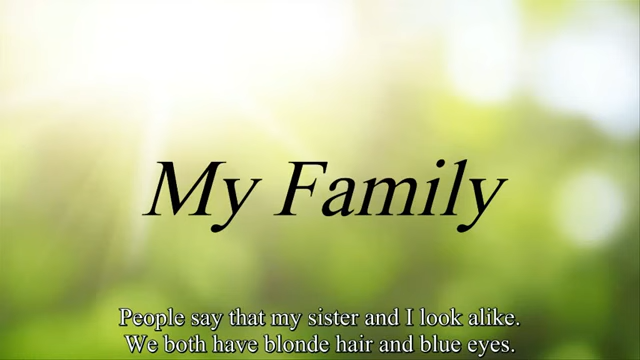 My Family
People say that my sister and I look alike.
We both have blonde hair and blue eyes.